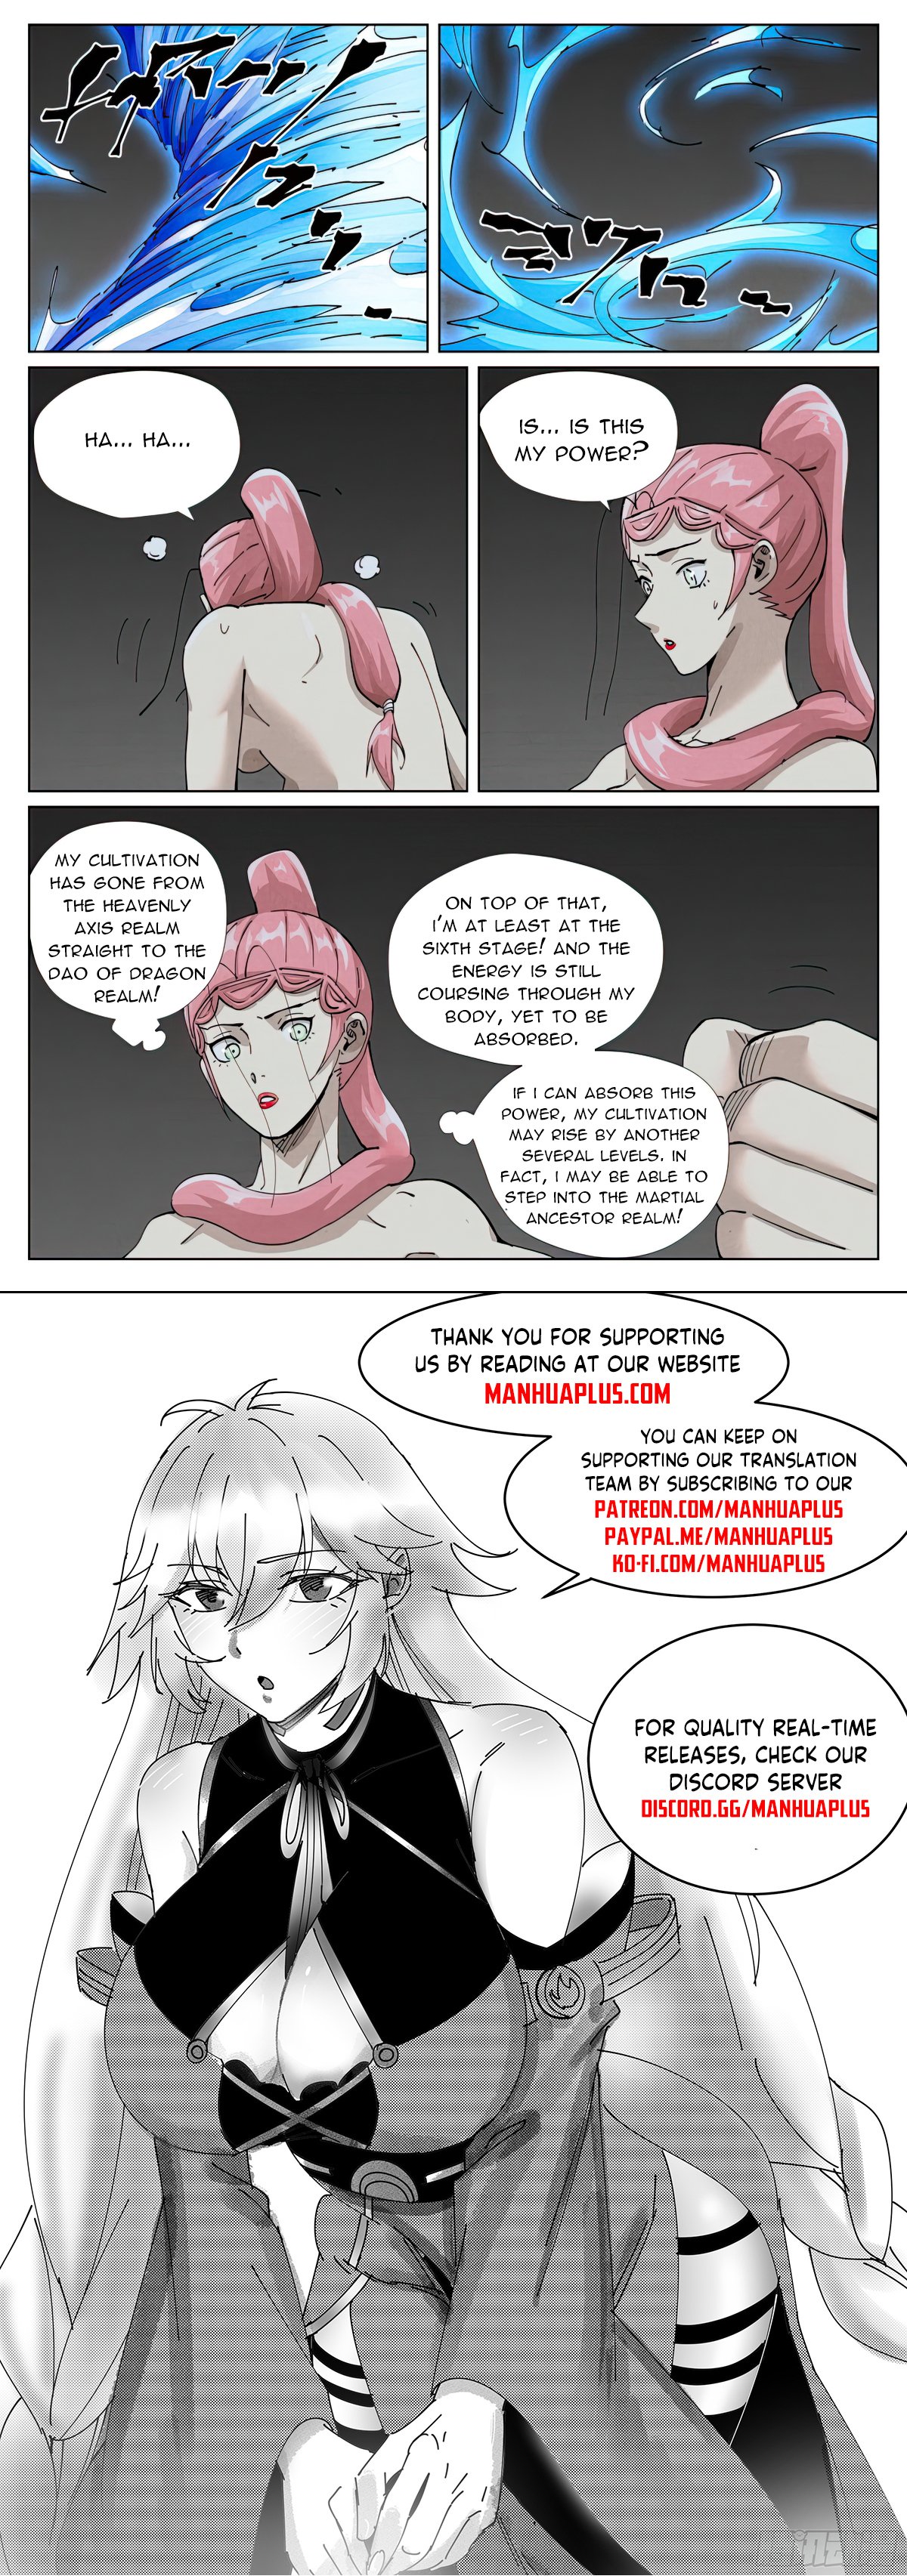 HA... HA...
IS... IS THIS
MY POWER?
MY CULTIVATION
HAS GONE FROM
THE HEAVENLY
AXIS REALM
STRAIGHT TO THE
DAO OF DRAGON
REALM!
ON TOP OF THAT,
I'M AT LEAST AT THE
SIXTH STAGE! AND THE
ENERGY IS STILL
COURSING THROUGH MY
BODY, YET TO BE
ABSORBED.
IF I CAN ABSORB THIS
POWER, MY CULTIVATION
MAY RISE BY ANOTHER
SEVERAL LEVELS. IN
FACT, I MAY BE ABLE TO
STEP INTO THE MARTIAL
ANCESTOR REALM!
THANK YOU FOR SUPPORTING
US BY READING AT OUR WEBSITE
MANHUAPLUS.COM
YOU CAN KEEP ON
SUPPORTING OUR TRANSLATION
TEAM BY SUBSCRIBING TO OUR
PATREON.COM/MANHUAPLUS
PAYPAL.ME/MANHUAPLUS
KO-FI.COM/MANHUAPLUS
FOR QUALITY REAL-TIME
RELEASES, CHECK OUR
DISCORD SERVER
DISCORD.GG/MANHUAPLUS